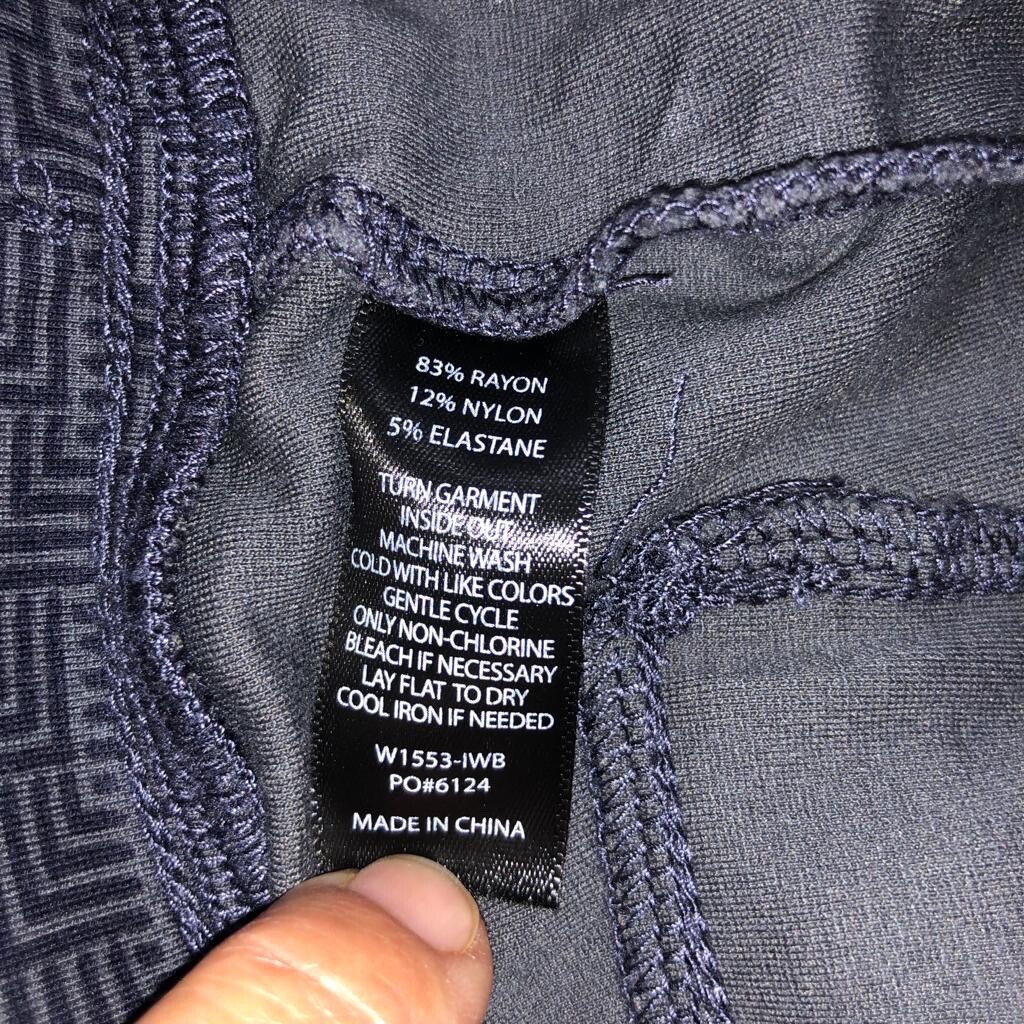 83% RAYON
12% NYLON
5% ELASTANE
TURN GARMENT
INSIDE OUT
MACHINE WASH
COLD WITH LIKE COLORS
GENTLE CYCLE
ONLY NON-CHLORINE
BLEACH IF NECESSARY
LAY FLAT TO DRY
COOL IRON IF NEEDED
W1553-IWB
PO#6124
MADE IN CHINA